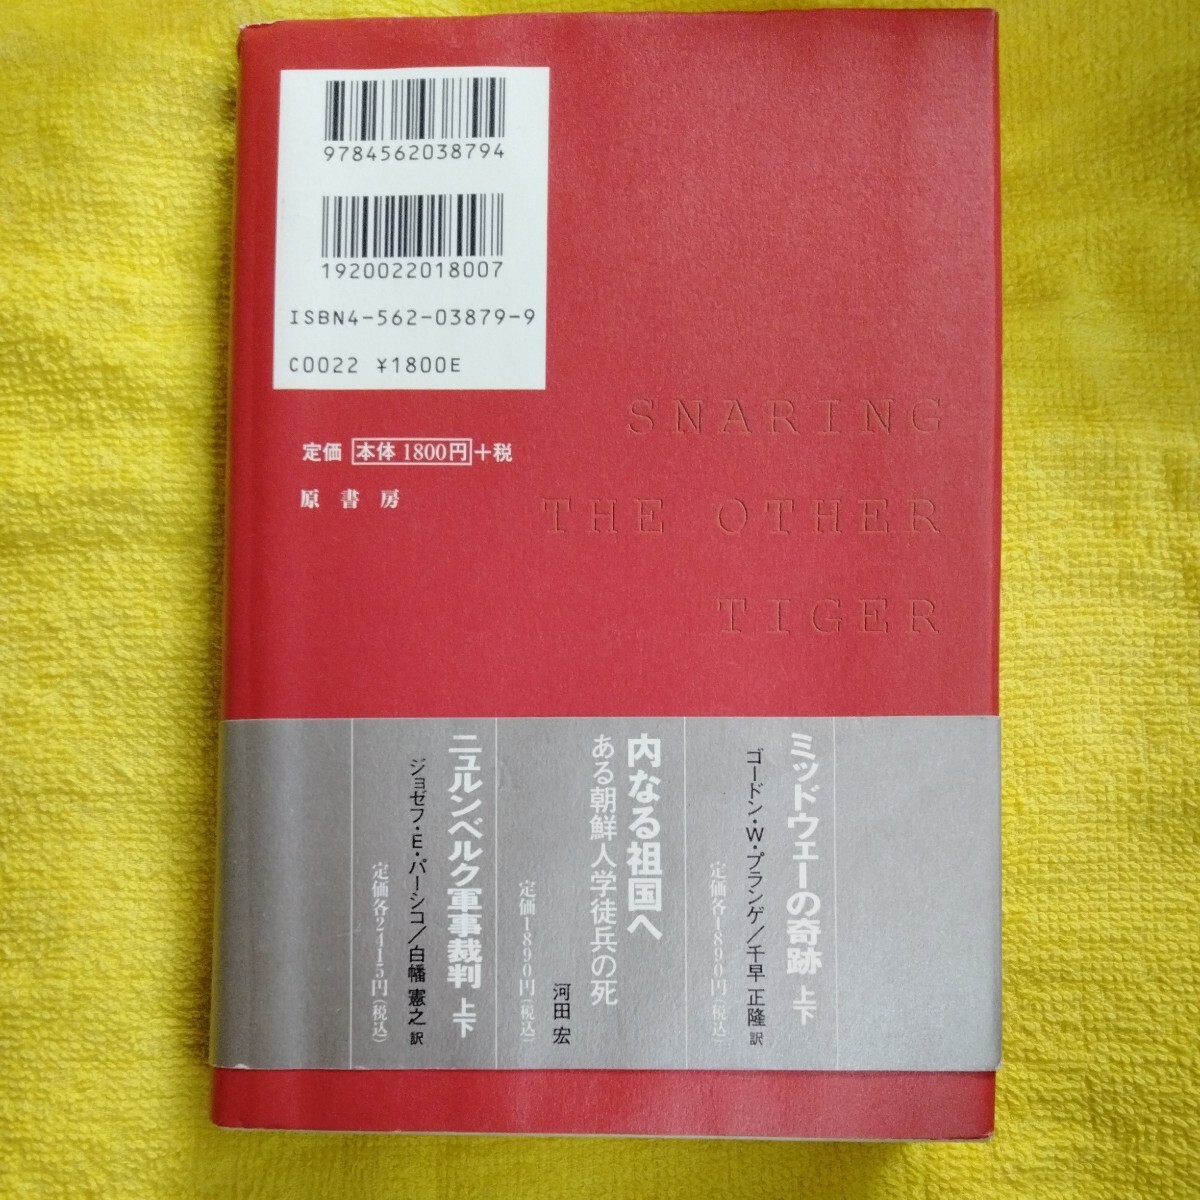 9784562038794
1920022018007
ISBN4-562-03879-9
C0022 ¥1800E
定価 本体 1800円 +税
原書房
SNARING
THE OTHER
TIGER
ミッドウェーの奇跡 上下
ゴードン・W・プランゲ/千早正隆 訳
定価各1890円(税込)
内なる祖国へ
ある朝鮮人学徒兵の死
河田 宏
定価1890円(税込)
ニュルンベルク軍事裁判 上下
ジョゼフ・E・パーシコ/白幡憲之 訳
定価各2415円(税込)